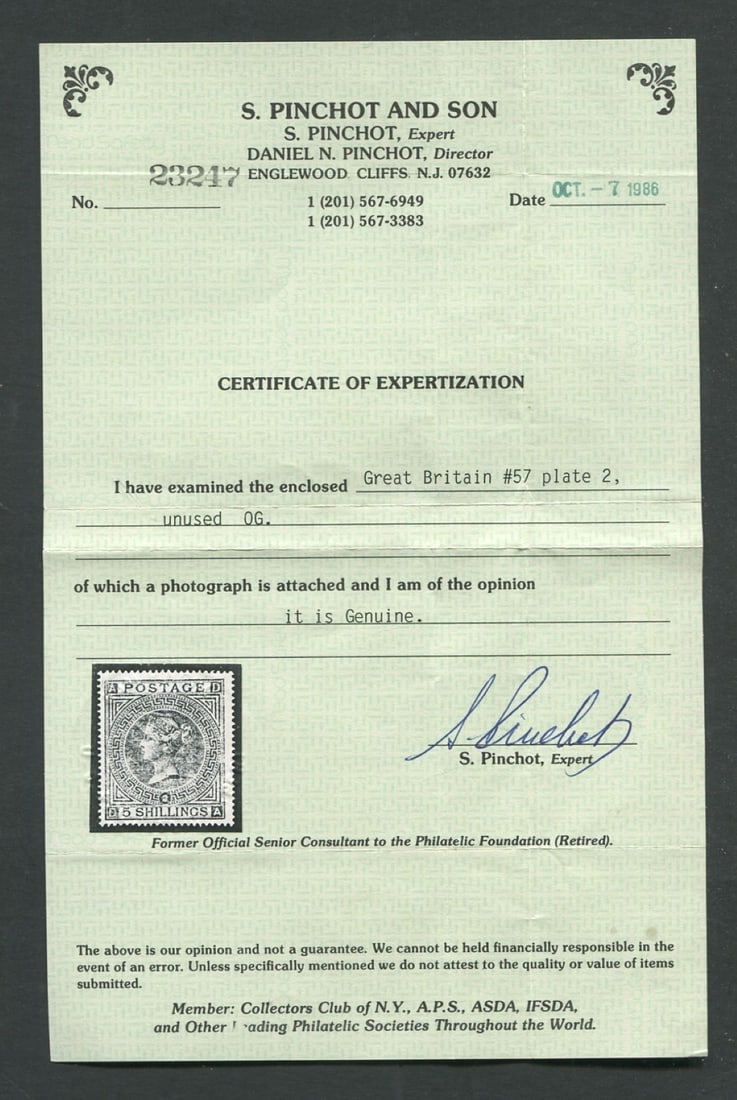 S. PINCHOT AND SON
S. PINCHOT, Expert
DANIEL N. PINCHOT, Director
ENGLEWOOD CLIFFS. N.J. 07632
No. 23247
1 (201) 567-6949
1 (201) 567-3383
Date OCT. - 7 1986
CERTIFICATE OF EXPERTIZATION
I have examined the enclosed Great Britain #57 plate 2,
unused OG.
of which a photograph is attached and I am of the opinion
it is Genuine.
A POSTAGE D
D 5 SHILLINGS A
S. Pinchot
S. Pinchot, Expert
Former Official Senior Consultant to the Philatelic Foundation (Retired).
The above is our opinion and not a guarantee. We cannot be held financially responsible in the
event of an error. Unless specifically mentioned we do not attest to the quality or value of items
submitted.
Member: Collectors Club of N.Y., A.P.S., ASDA, IFSDA,
and Other Philatelic Societies Throughout the World.